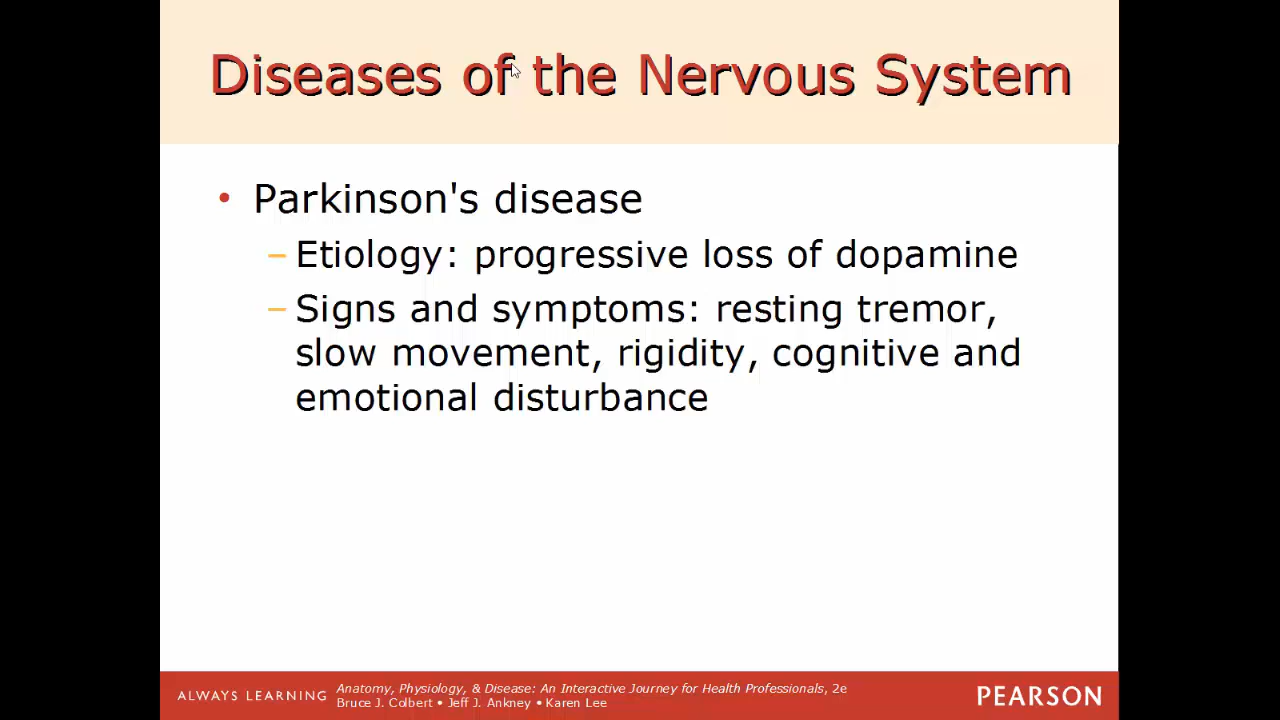 Diseases of the Nervous System
• Parkinson's disease
– Etiology: progressive loss of dopamine
– Signs and symptoms: resting tremor,
slow movement, rigidity, cognitive and
emotional disturbance
ALWAYS LEARNING
Anatomy, Physiology, & Disease: An Interactive Journey for Health Professionals, 2e
Bruce J. Colbert • Jeff J. Ankney • Karen Lee
PEARSON